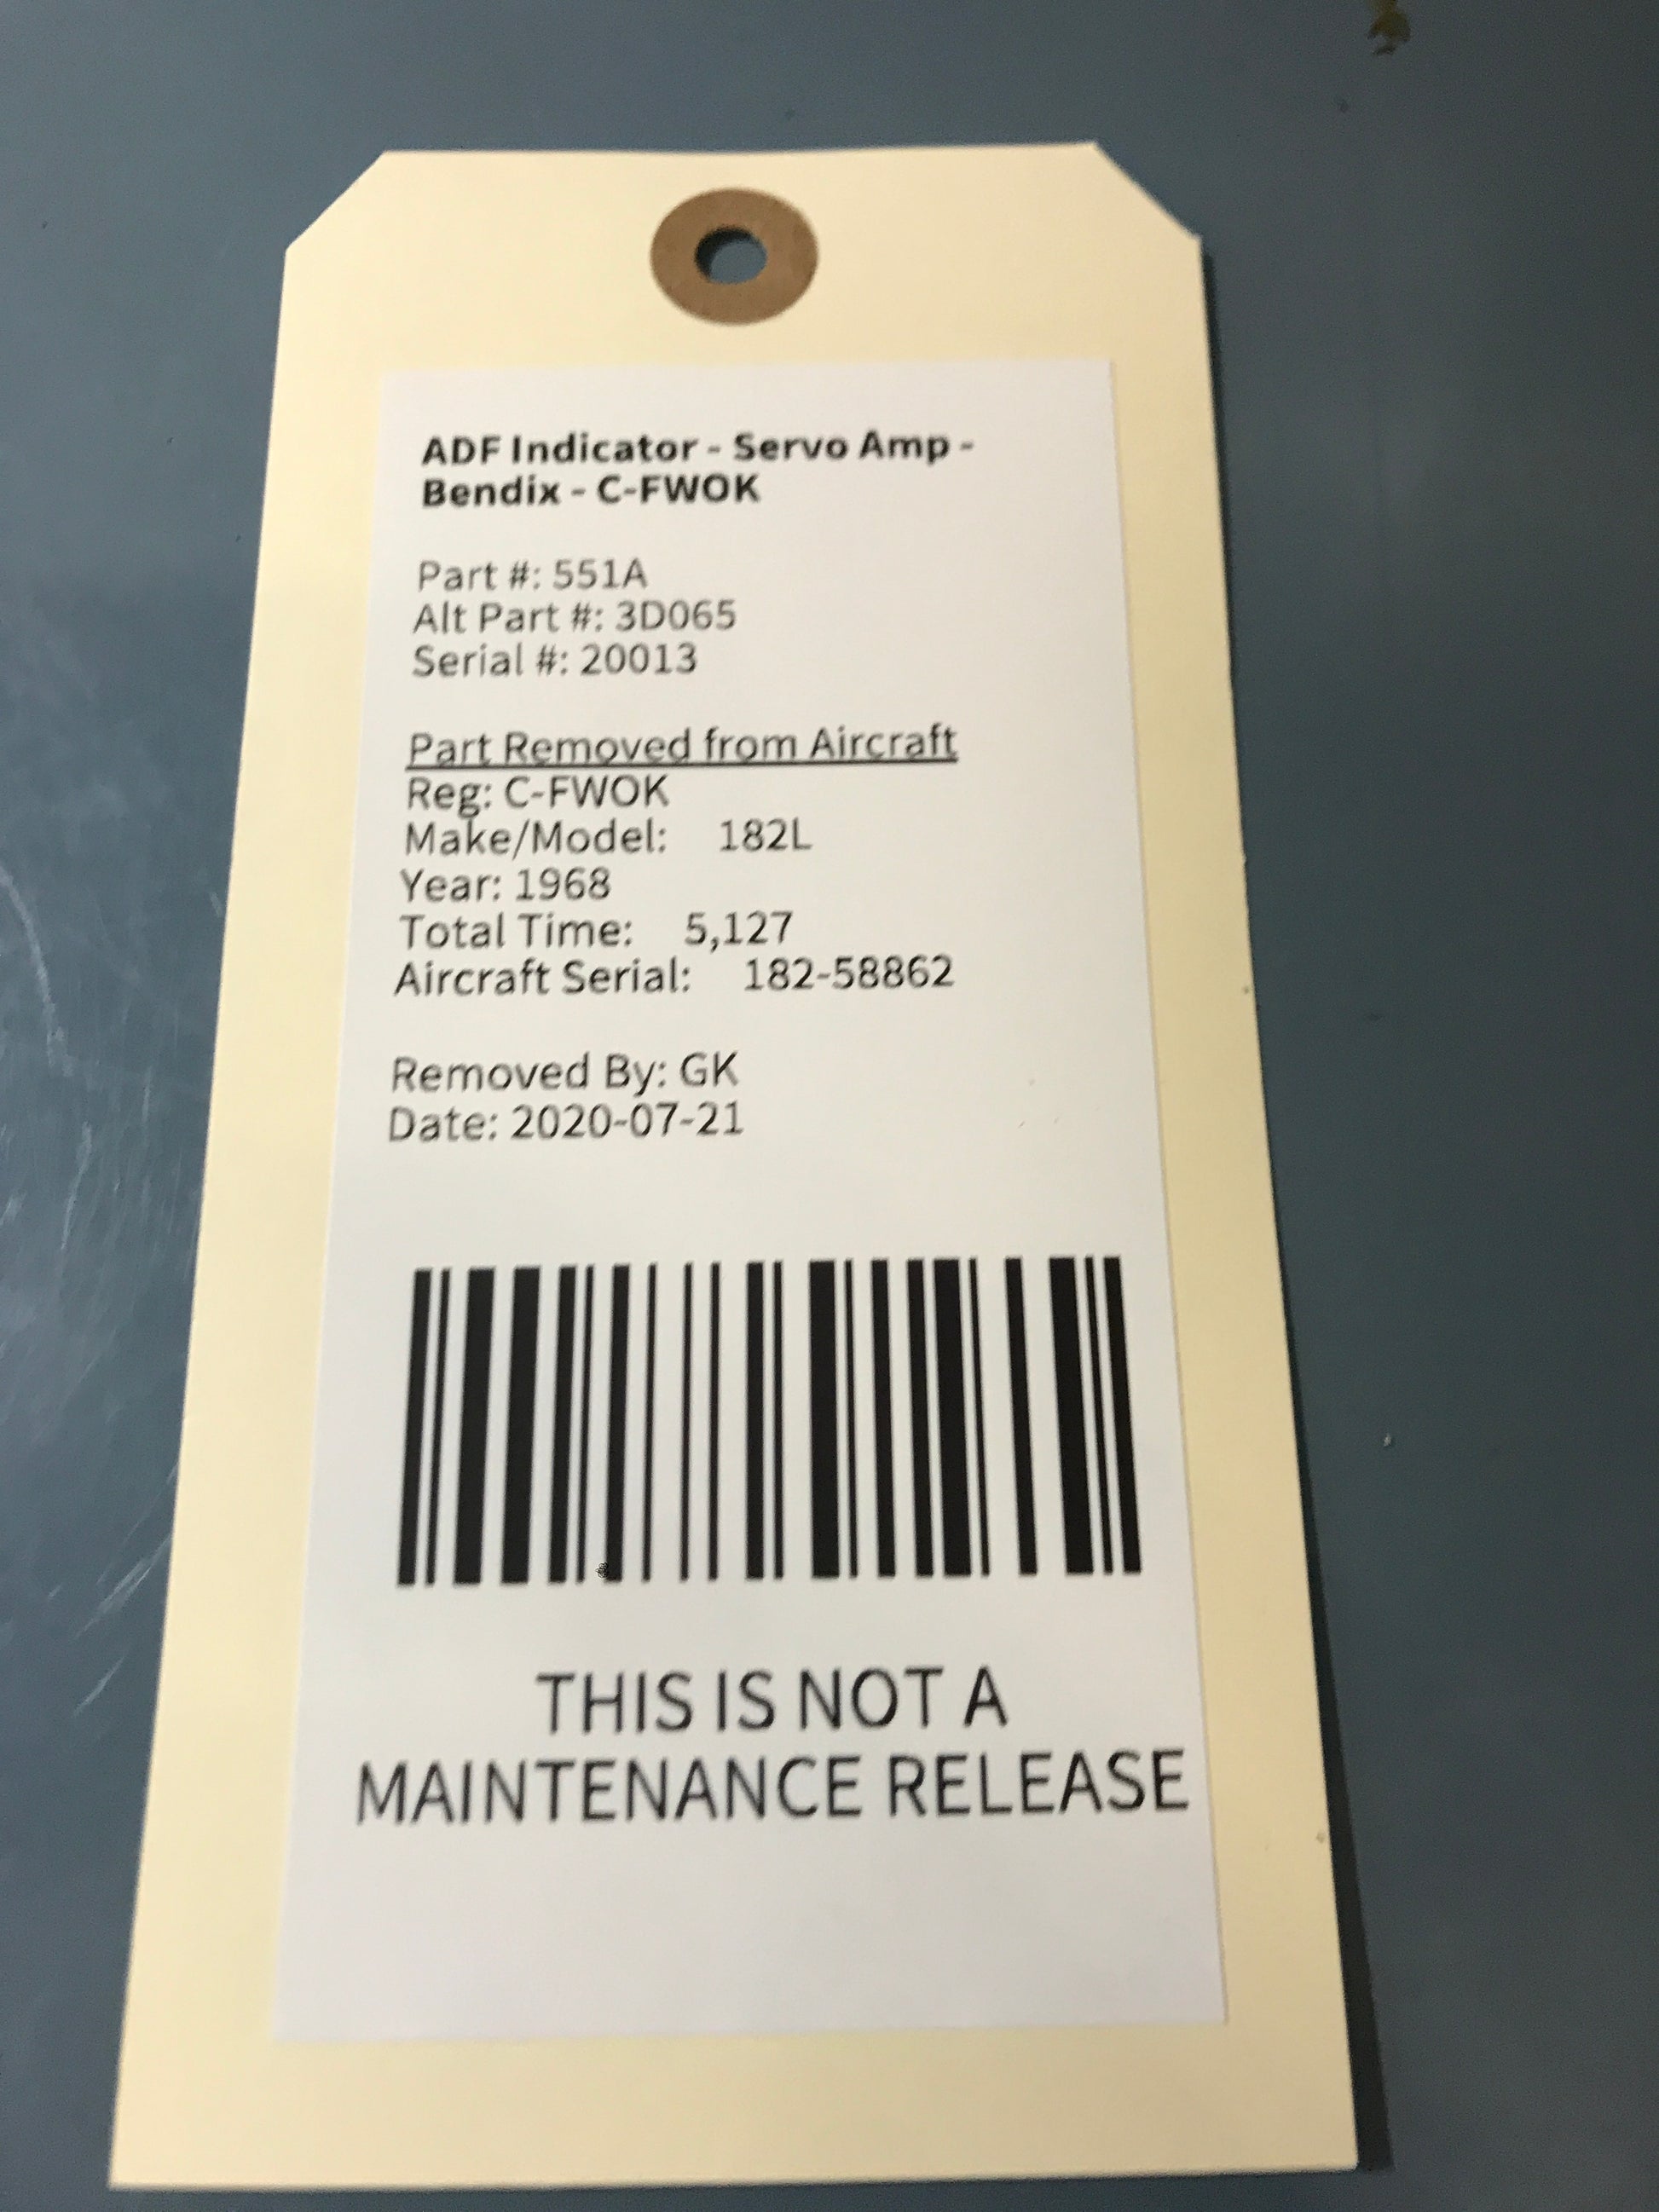 ADF Indicator - Servo Amp -
Bendix - C-FWOK
Part #: 551A
Alt Part #: 3D065
Serial #: 20013
Part Removed from Aircraft
Reg: C-FWOK
Make/Model: 182L
Year: 1968
Total Time: 5,127
Aircraft Serial: 182-58862
Removed By: GK
Date: 2020-07-21
THIS IS NOT A
MAINTENANCE RELEASE